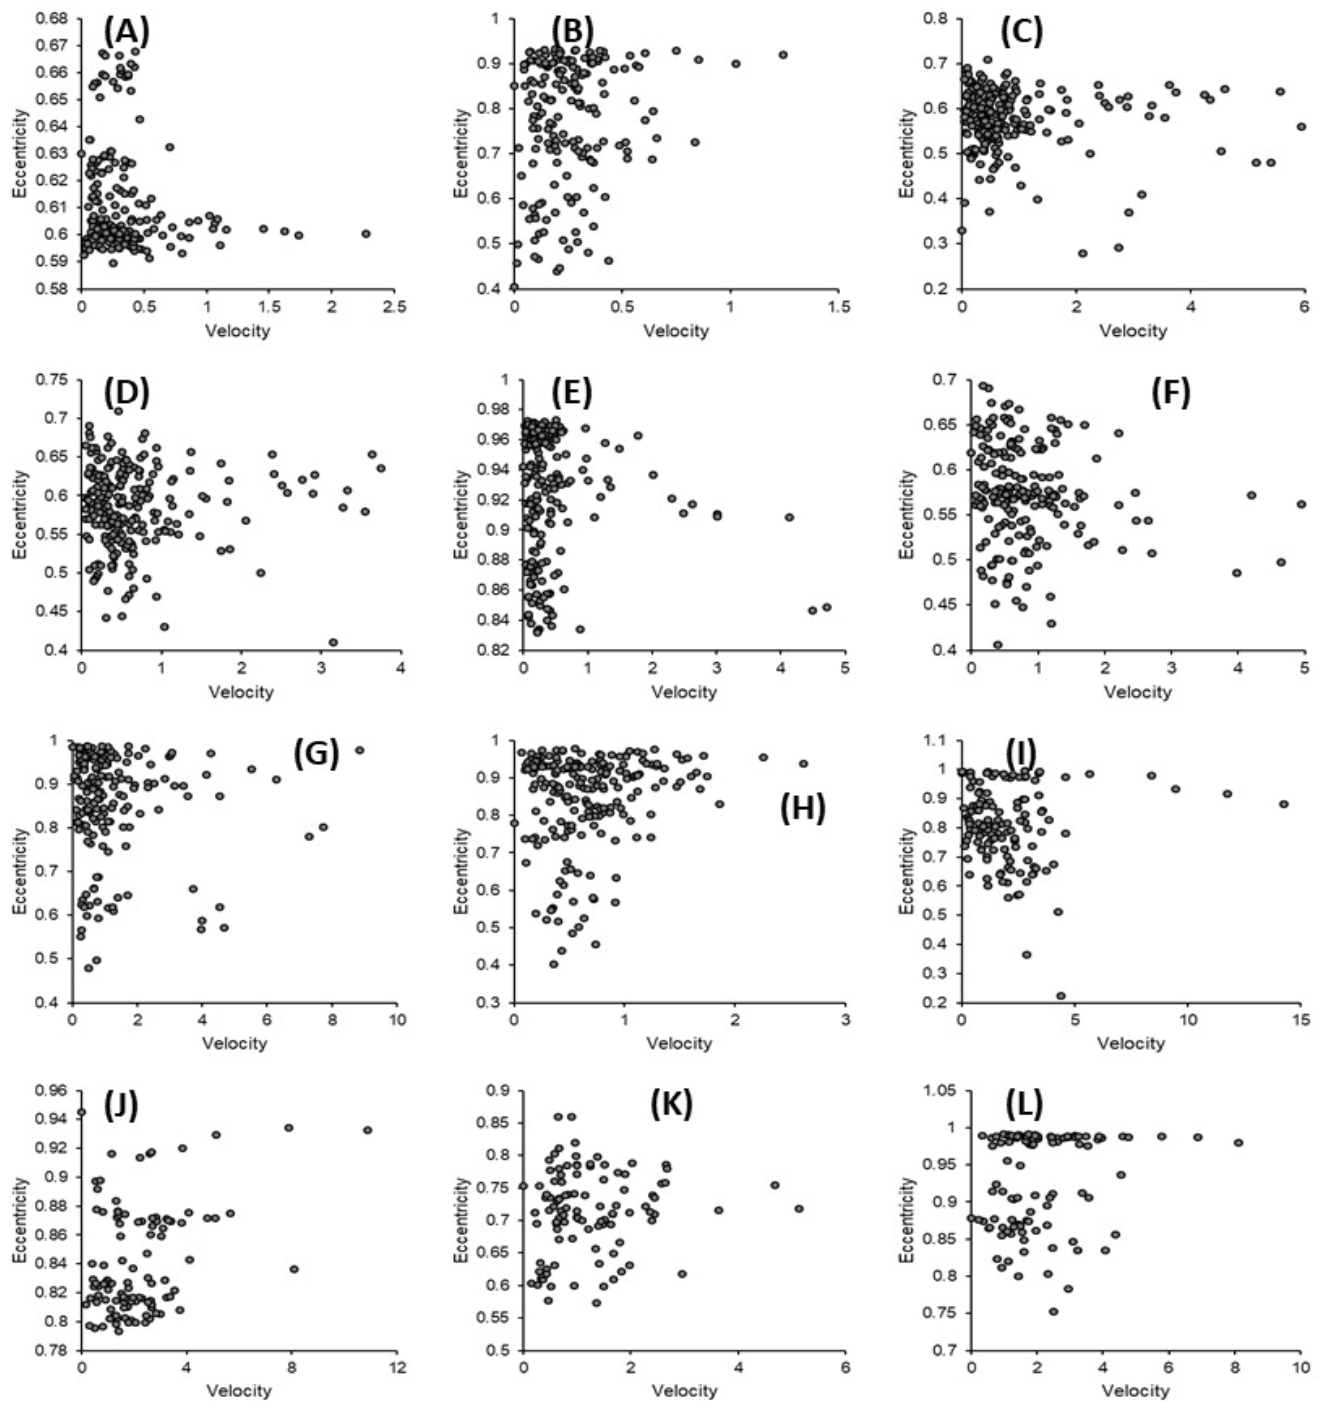 (A)
Eccentricity
0.68
0.67
0.66
0.65
0.64
0.63
0.62
0.61
0.6
0.59
0.58
0 0.5 1 1.5 2 2.5
Velocity
(B)
Eccentricity
1
0.9
0.8
0.7
0.6
0.5
0.4
0 0.5 1 1.5
Velocity
(C)
Eccentricity
0.8
0.7
0.6
0.5
0.4
0.3
0.2
0 2 4 6
Velocity
(D)
Eccentricity
0.75
0.7
0.65
0.6
0.55
0.5
0.45
0.4
0 1 2 3 4
Velocity
(E)
Eccentricity
1
0.98
0.96
0.94
0.92
0.9
0.88
0.86
0.84
0.82
0 1 2 3 4 5
Velocity
(F)
Eccentricity
0.7
0.65
0.6
0.55
0.5
0.45
0.4
0 1 2 3 4 5
Velocity
(G)
Eccentricity
1
0.9
0.8
0.7
0.6
0.5
0.4
0 2 4 6 8 10
Velocity
(H)
Eccentricity
1
0.9
0.8
0.7
0.6
0.5
0.4
0.3
0 1 2 3
Velocity
(I)
Eccentricity
1.1
1
0.9
0.8
0.7
0.6
0.5
0.4
0.3
0.2
0 5 10 15
Velocity
(J)
Eccentricity
0.96
0.94
0.92
0.9
0.88
0.86
0.84
0.82
0.8
0.78
0 4 8 12
Velocity
(K)
Eccentricity
0.9
0.85
0.8
0.75
0.7
0.65
0.6
0.55
0.5
0 2 4 6
Velocity
(L)
Eccentricity
1.05
1
0.95
0.9
0.85
0.8
0.75
0.7
0 2 4 6 8 10
Velocity